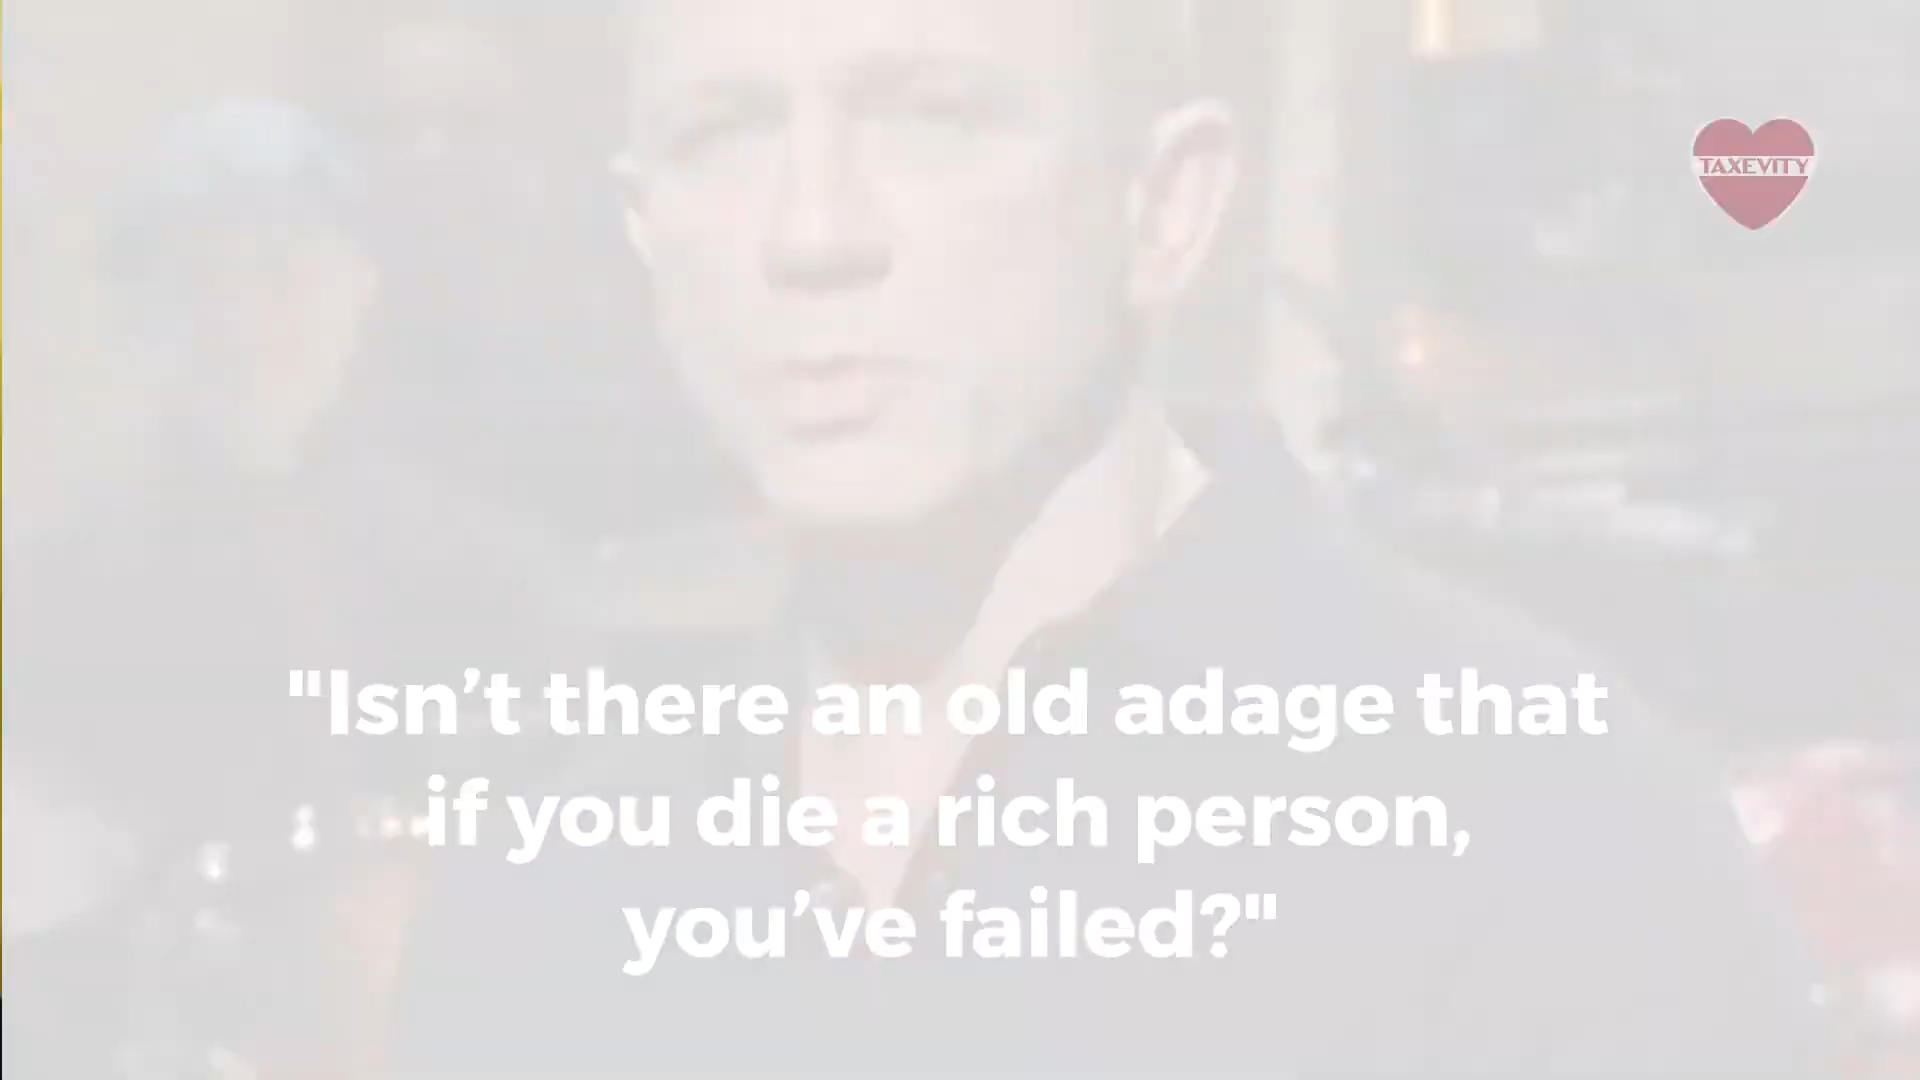 TAXEVITY
"Isn’t there an old adage that
if you die a rich person,
you’ve failed?"